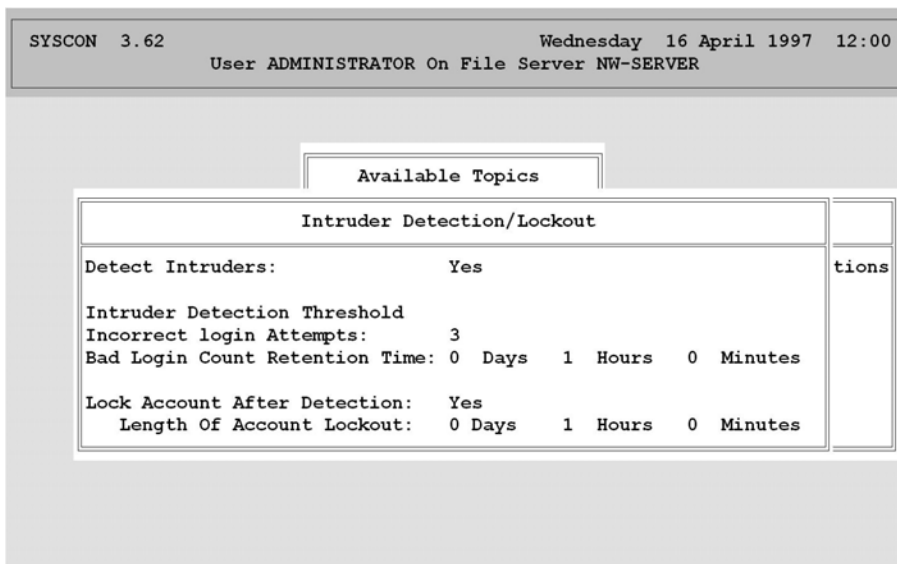 SYSCON 3.62 Wednesday 16 April 1997 12:00
User ADMINISTRATOR On File Server NW-SERVER
Available Topics
Intruder Detection/Lockout
Detect Intruders: Yes
tions
Intruder Detection Threshold
Incorrect login Attempts: 3
Bad Login Count Retention Time: 0 Days 1 Hours 0 Minutes
Lock Account After Detection: Yes
Length Of Account Lockout: 0 Days 1 Hours 0 Minutes